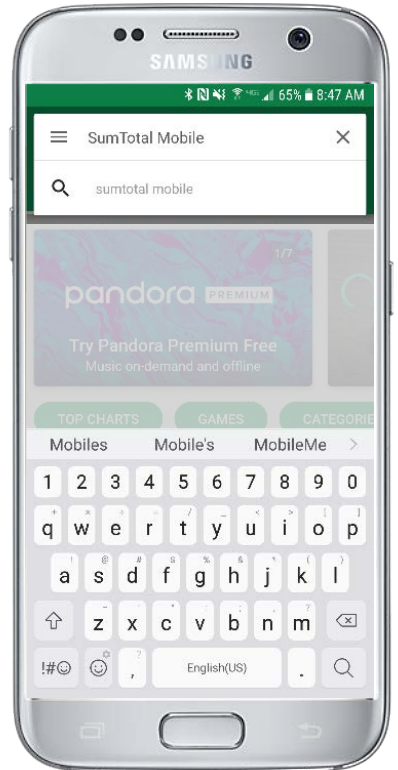 SAMSUNG
65% 8:47 AM
SumTotal Mobile
sumtotal mobile
1/7
pandora PREMIUM
Try Pandora Premium Free
Music on-demand and offline
TOP CHARTS GAMES CATEGORIE
Mobiles Mobile's MobileMe
1 2 3 4 5 6 7 8 9 0
q w e r t y u i o p
a s d f g h j k l
z x c v b n m
!#☺ , English(US) .